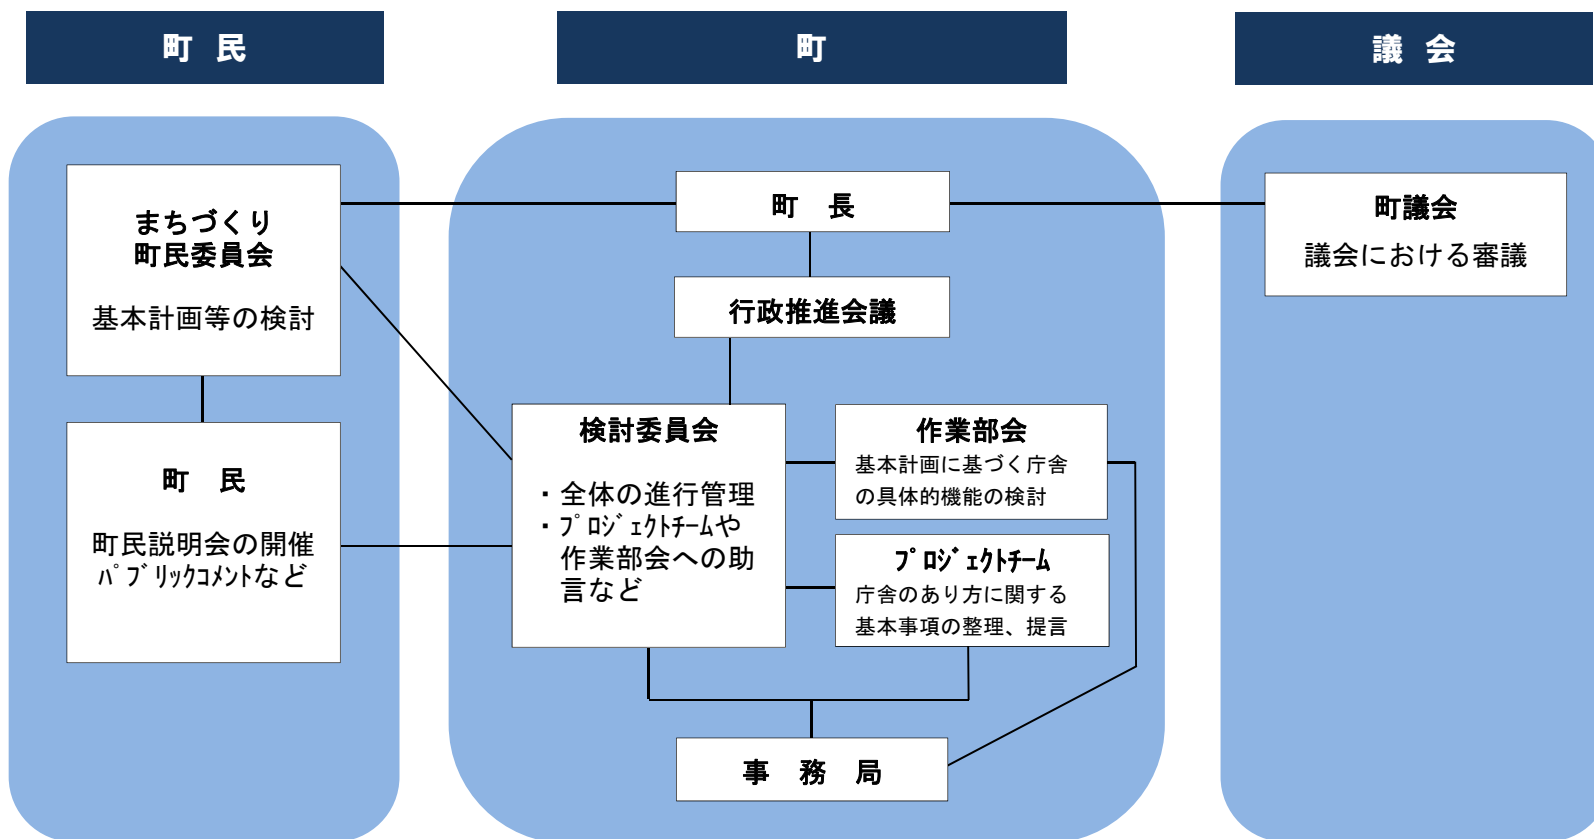 町 民
町
議 会
まちづくり
町民委員会
基本計画等の検討
町 民
町民説明会の開催
ﾊﾟﾌﾞﾘｯｸｺﾒﾝﾄなど
町 長
行政推進会議
検討委員会
・全体の進行管理
・ﾌﾟﾛｼﾞｪｸﾄﾁｰﾑや
作業部会への助
言など
作業部会
基本計画に基づく庁舎
の具体的機能の検討
ﾌﾟﾛｼﾞｪｸﾄﾁｰﾑ
庁舎のあり方に関する
基本事項の整理、提言
事 務 局
町議会
議会における審議